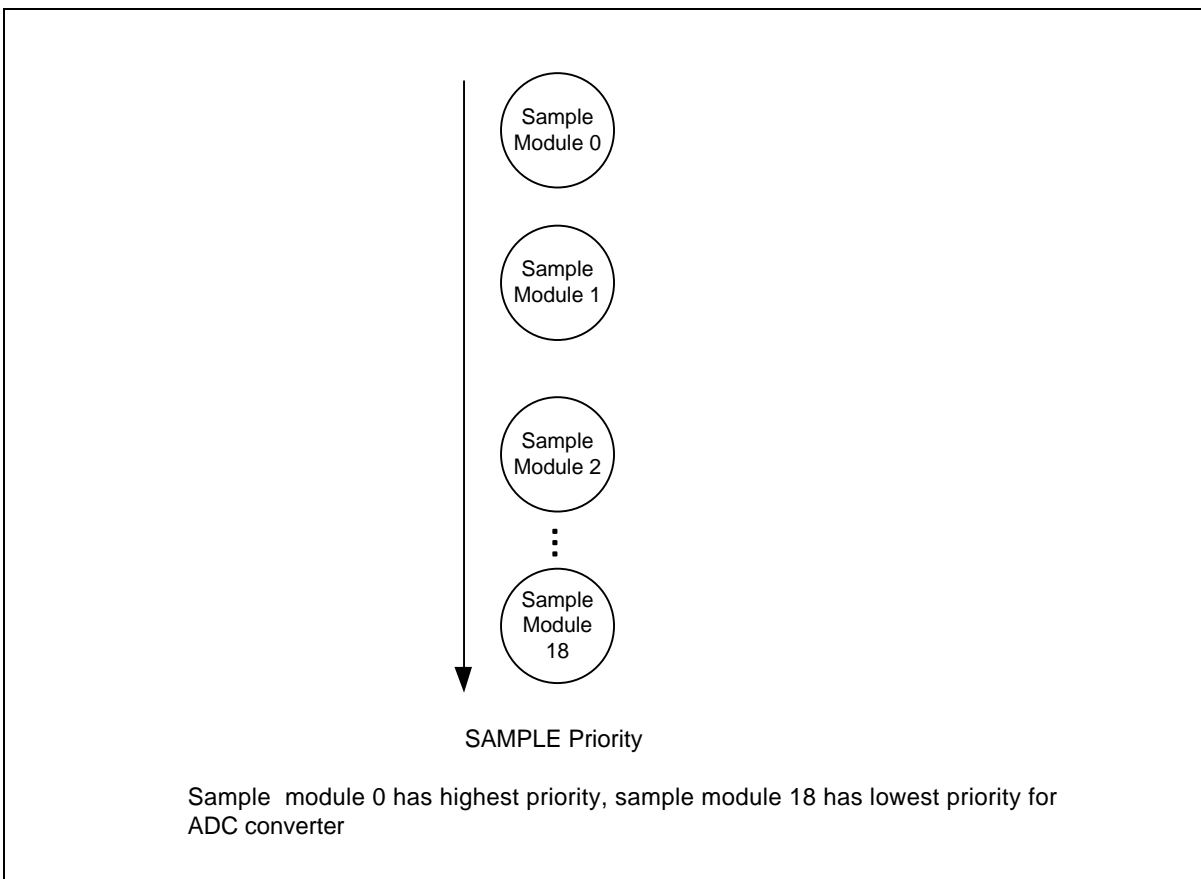 Sample
Module 0
Sample
Module 1
Sample
Module 2
Sample
Module
18
SAMPLE Priority
Sample  module 0 has highest priority, sample module 18 has lowest priority for
ADC converter